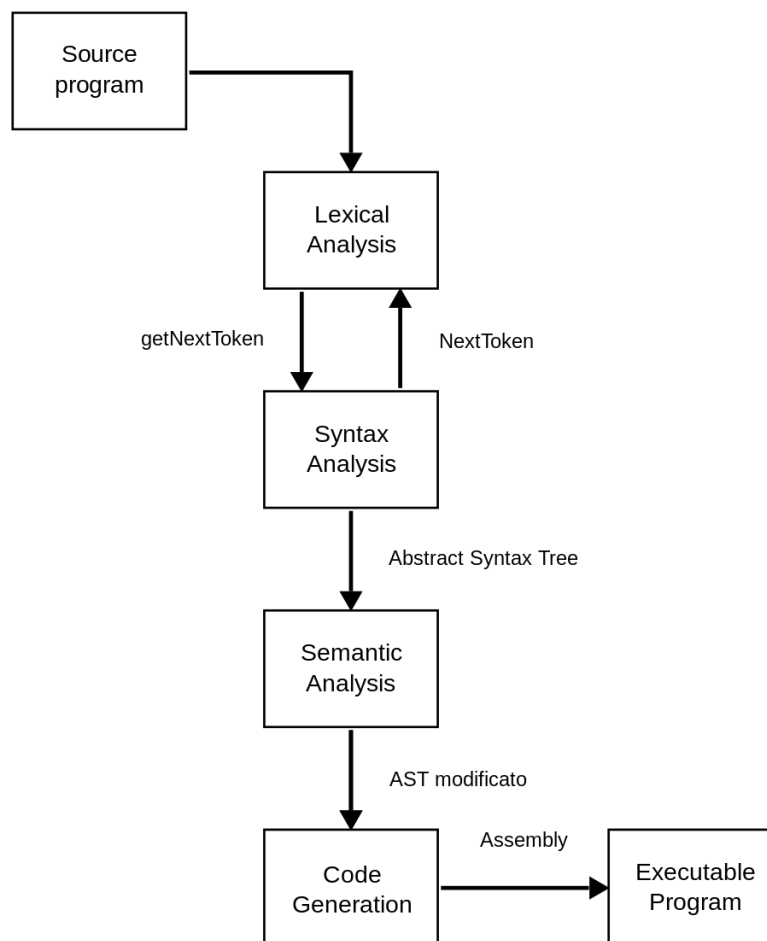 Source
program
Lexical
Analysis
getNextToken
NextToken
Syntax
Analysis
Abstract Syntax Tree
Semantic
Analysis
AST modificato
Code
Generation
Assembly
Executable
Program